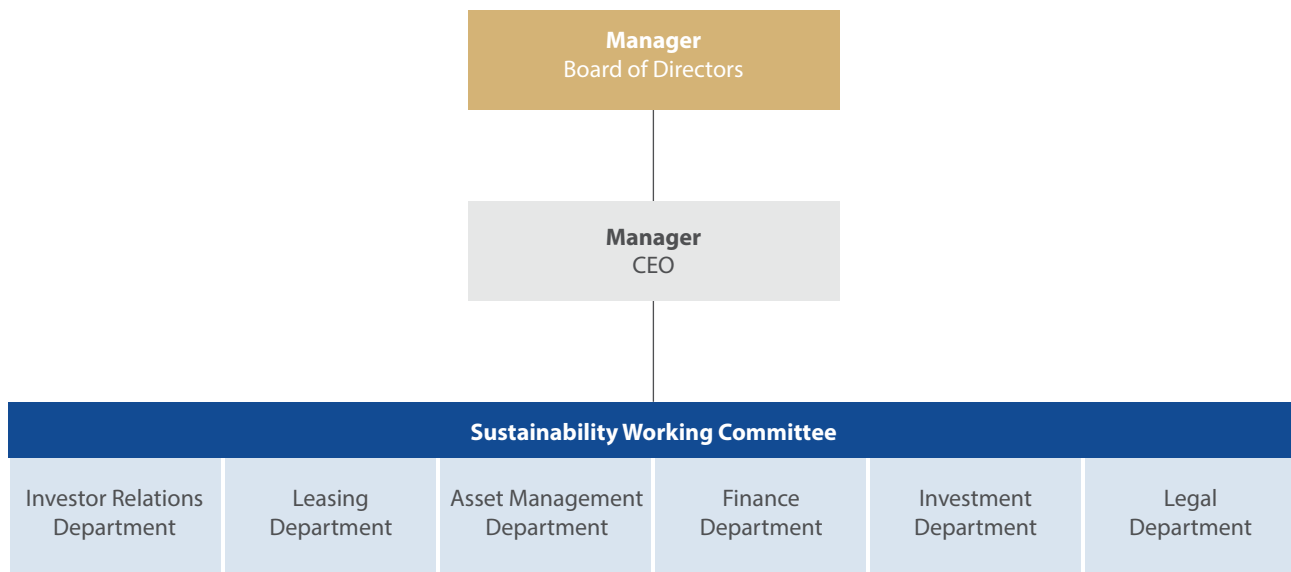 Manager
Board of Directors
Manager
CEO
Sustainability Working Committee
Investor Relations
Department
Leasing
Department
Asset Management
Department
Finance
Department
Investment
Department
Legal
Department